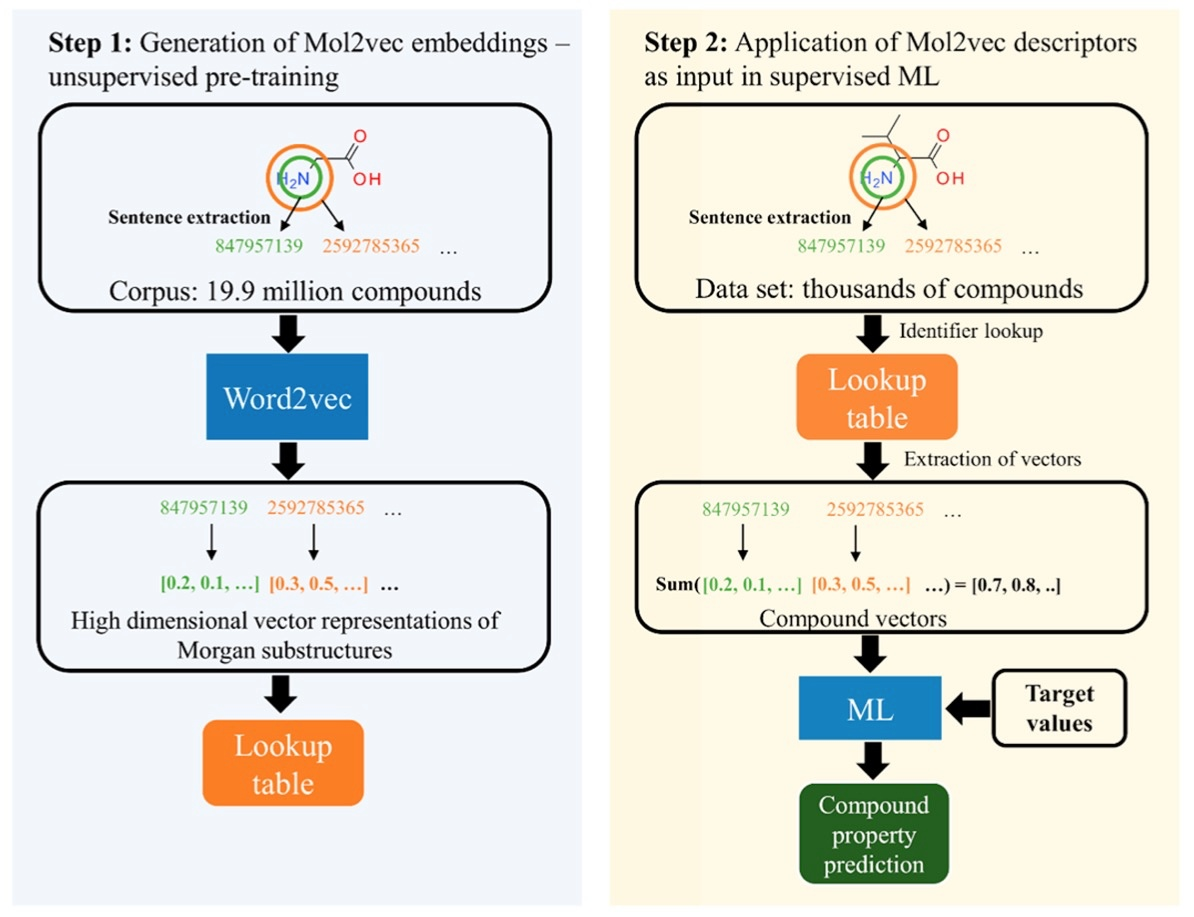 Step 1: Generation of Mol2vec embeddings –
unsupervised pre-training
O
H₂N
OH
Sentence extraction
847957139 2592785365 ...
Corpus: 19.9 million compounds
Word2vec
847957139 2592785365 ...
[0.2, 0.1, ...] [0.3, 0.5, ...] ...
High dimensional vector representations of
Morgan substructures
Lookup
table
Step 2: Application of Mol2vec descriptors
as input in supervised ML
O
H₂N
OH
Sentence extraction
847957139 2592785365 ...
Data set: thousands of compounds
Identifier lookup
Lookup
table
Extraction of vectors
847957139 2592785365 ...
Sum([0.2, 0.1, ...] [0.3, 0.5, ...] ...) = [0.7, 0.8, ..]
Compound vectors
ML
Target
values
Compound
property
prediction